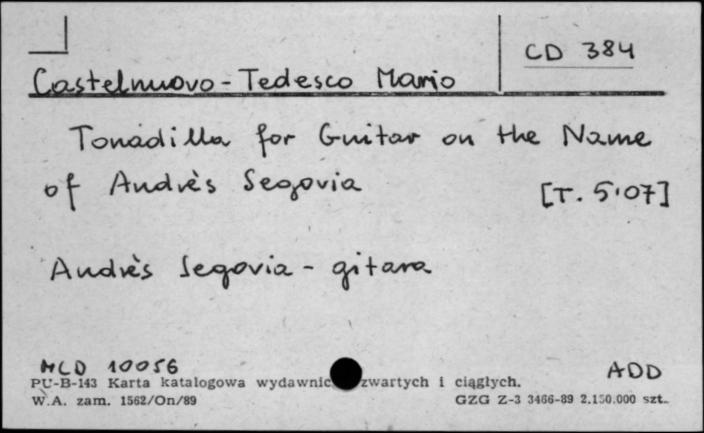 CD 384
Castelnuovo-Tedesco Mario
Tonadilla for Guitar on the Name
of Andrès Segovia [T. 5'07]
Andrès Segovia - gitara
MCD 10056 ADD
PU-B-143 Karta katalogowa wydawnic zwartych i ciągłych.
W.A. zam. 1562/On/89 GZG Z-3 3466-89 2.150.000 szt.